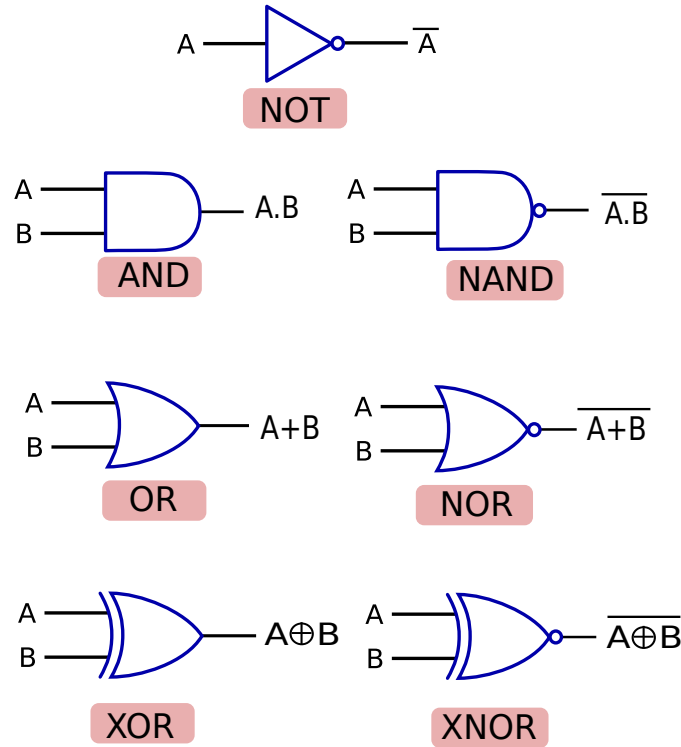 A A̅
NOT
A A
B A.B B A̅.̅B̅
AND NAND
A A
B A+B B A̅+̅B̅
OR NOR
A A
B A⊕B B A̅⊕̅B̅
XOR XNOR